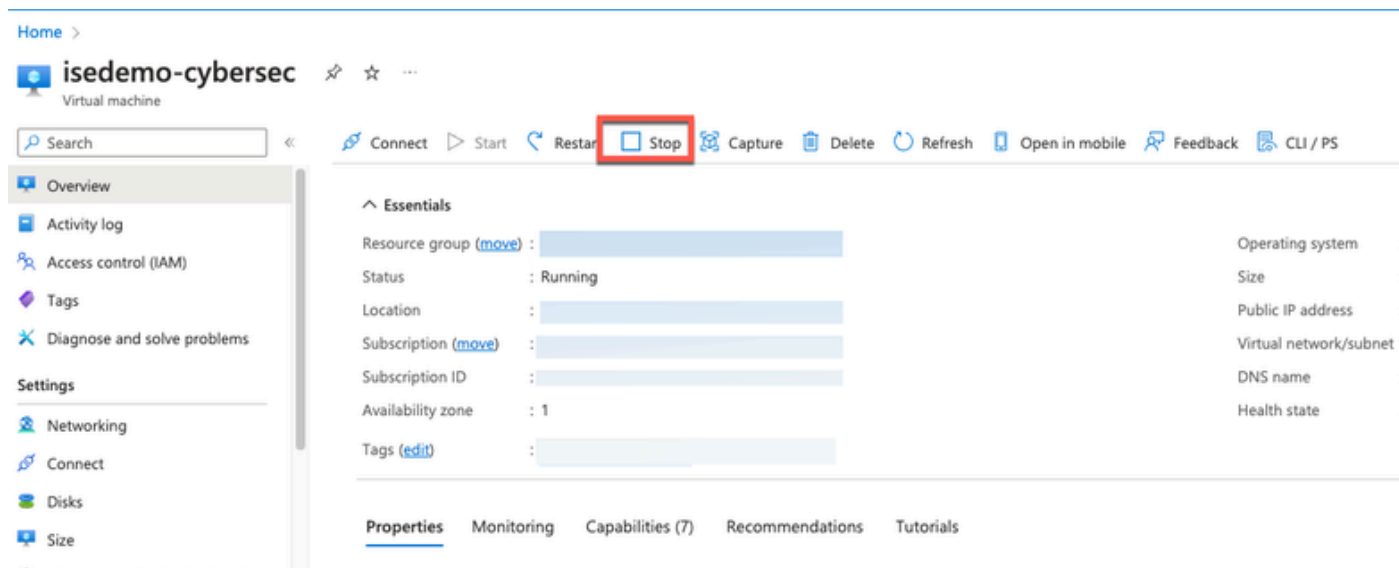 Home >
isedemo-cybersec
Virtual machine
Search
Connect Start Restar Stop Capture Delete Refresh Open in mobile Feedback CLI / PS
Overview
Activity log
Access control (IAM)
Tags
Diagnose and solve problems
Settings
Networking
Connect
Disks
Size
Essentials
Resource group (move) :
Status : Running
Location :
Subscription (move) :
Subscription ID :
Availability zone : 1
Tags (edit) :
Operating system
Size
Public IP address
Virtual network/subnet
DNS name
Health state
Properties Monitoring Capabilities (7) Recommendations Tutorials